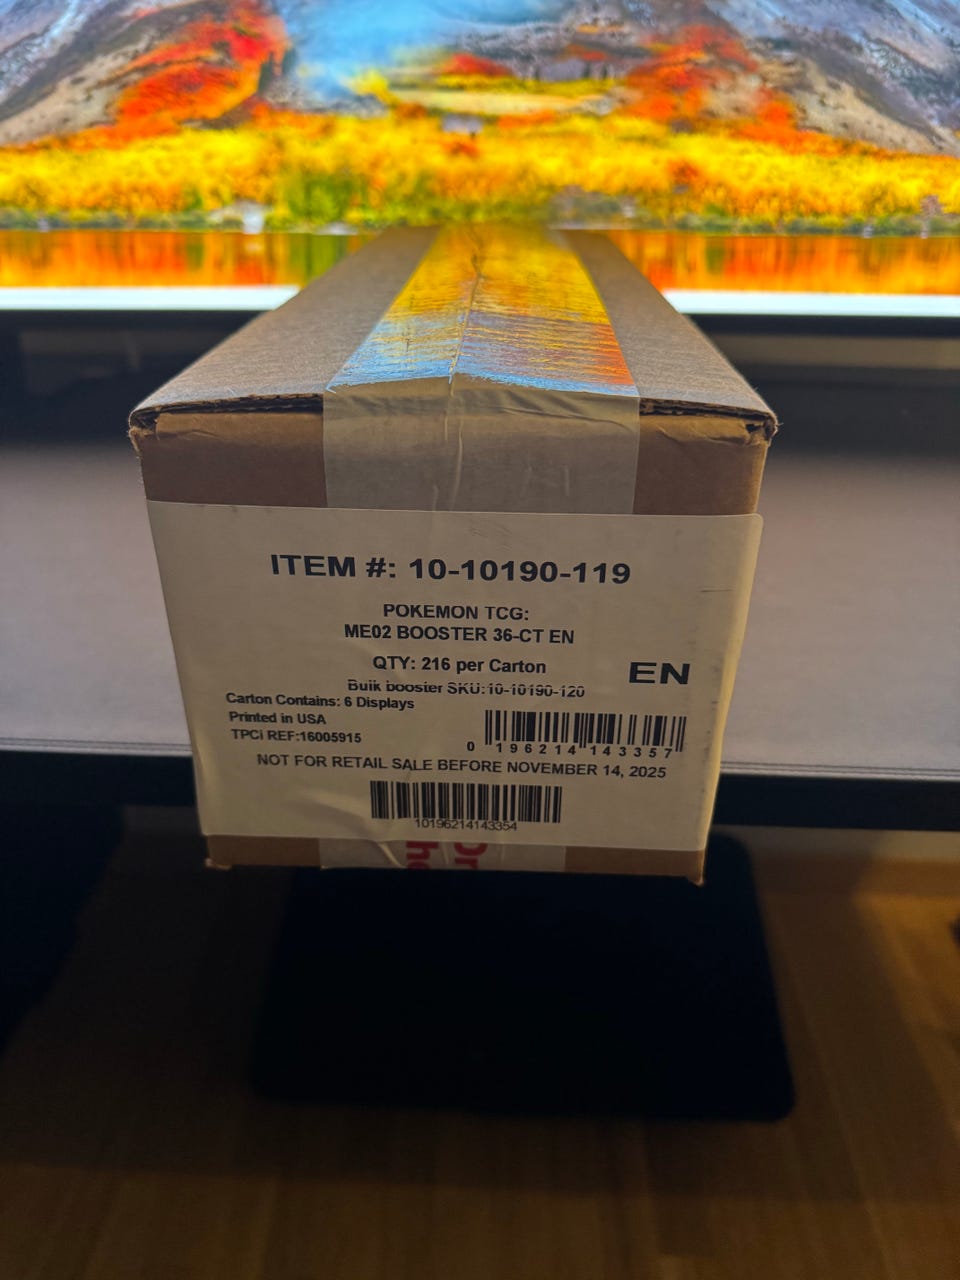 ITEM #: 10-10190-119
POKEMON TCG:
ME02 BOOSTER 36-CT EN
QTY: 216 per Carton
EN
Bulk booster SKU:10-10190-120
Carton Contains: 6 Displays
Printed in USA
TPCi REF:16005915
0 196214 143357
NOT FOR RETAIL SALE BEFORE NOVEMBER 14, 2025
10196214143354